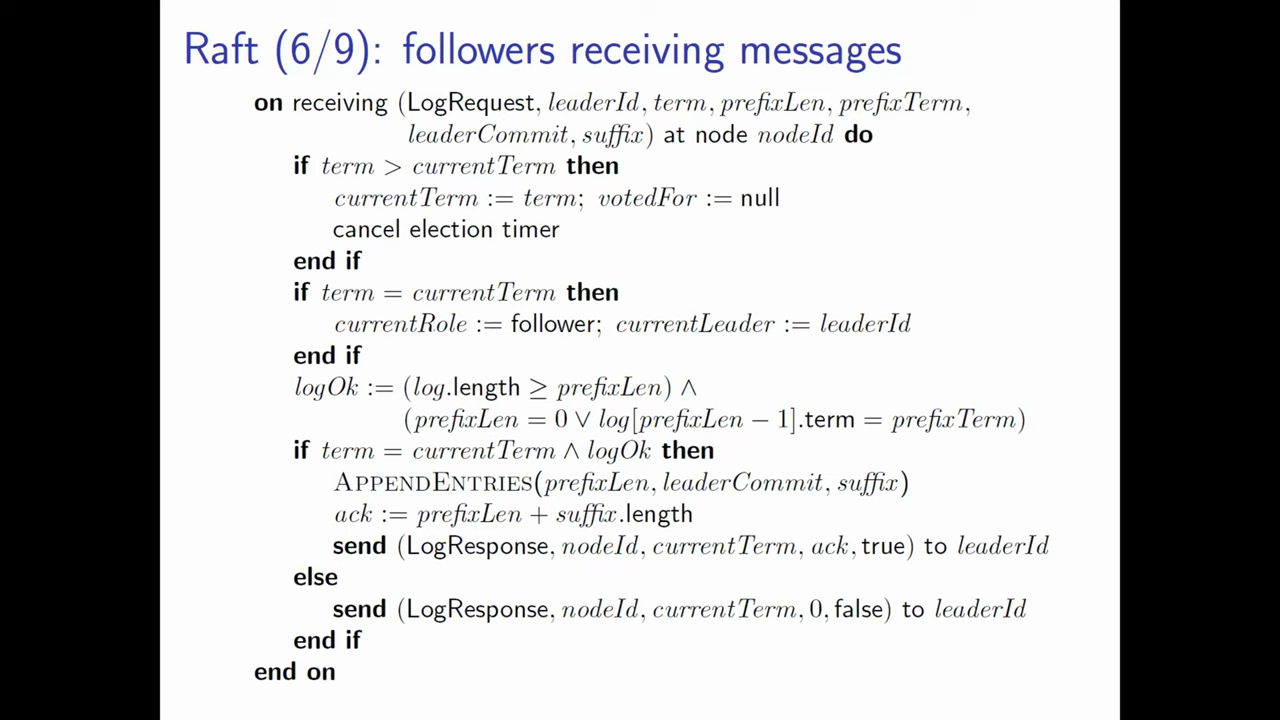 Raft (6/9): followers receiving messages
on receiving (LogRequest, leaderId, term, prefixLen, prefixTerm,
leaderCommit, suffix) at node nodeId do
if term > currentTerm then
currentTerm := term; votedFor := null
cancel election timer
end if
if term = currentTerm then
currentRole := follower; currentLeader := leaderId
end if
logOk := (log.length ≥ prefixLen) ∧
(prefixLen = 0 ∨ log[prefixLen − 1].term = prefixTerm)
if term = currentTerm ∧ logOk then
APPENDENTRIES(prefixLen, leaderCommit, suffix)
ack := prefixLen + suffix.length
send (LogResponse, nodeId, currentTerm, ack, true) to leaderId
else
send (LogResponse, nodeId, currentTerm, 0, false) to leaderId
end if
end on